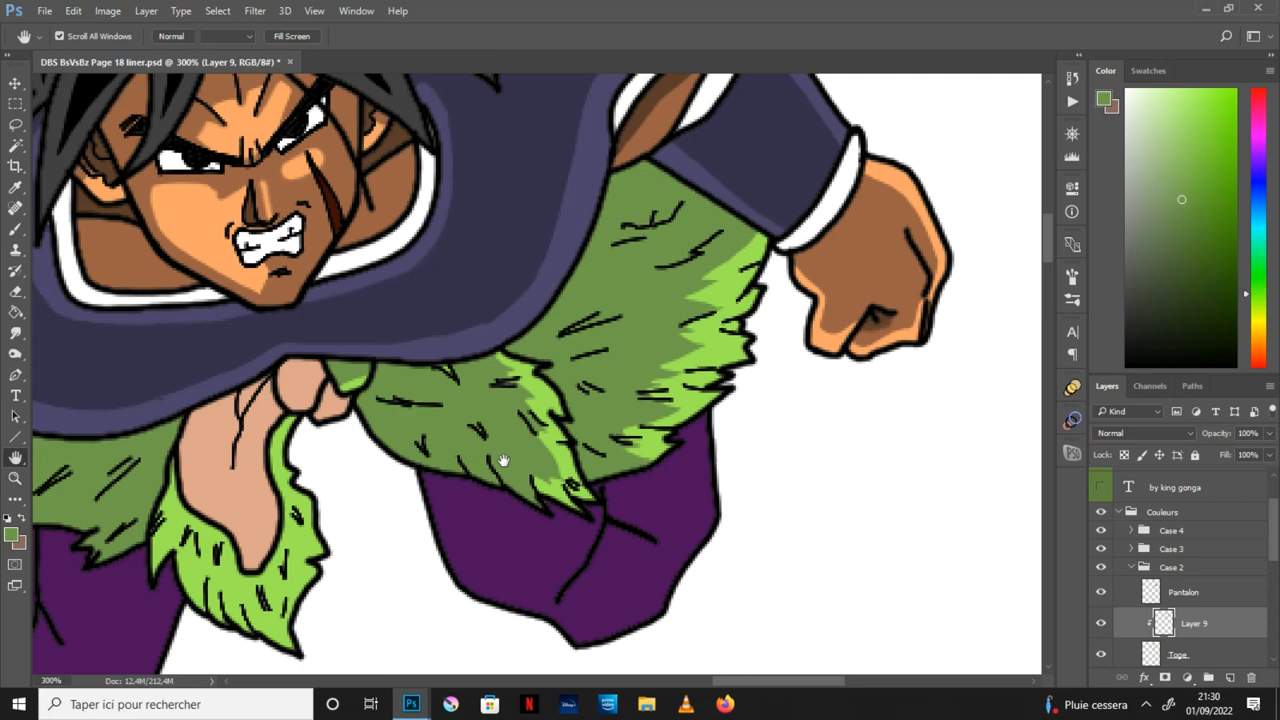 Ps File Edit Image Layer Type Select Filter 3D View Window Help
Scroll All Windows Normal Fill Screen
DBS BsVsBz Page 18 liner.psd @ 300% (Layer 9, RGB/8#) *
Color Swatches
Layers Channels Paths
Kind
Normal Opacity: 100%
Lock: Fill: 100%
by king gonga
Couleurs
Case 4
Case 3
Case 2
Pantalon
Layer 9
Toge
300% Doc: 12,4M/212,4M
Taper ici pour rechercher
Pluie cessera
21:30
01/09/2022